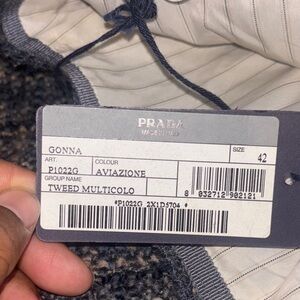 PRADA
MADE IN ITALY
GONNA
SIZE
42
ART.
COLOUR
P1022G
AVIAZIONE
GROUP NAME
TWEED MULTICOLO
8 032712 902121
*P1022G 2X1D5704 *